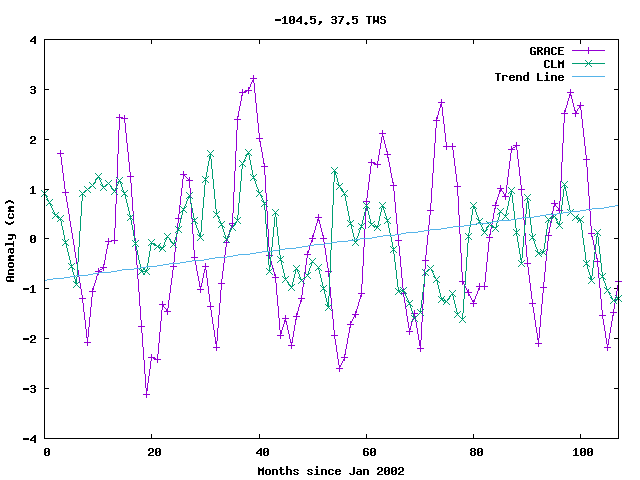 -104.5, 37.5 TWS
GRACE
CLM
Trend Line
4
3
2
1
0
-1
-2
-3
-4
Anomaly (cm)
0 20 40 60 80 100
Months since Jan 2002